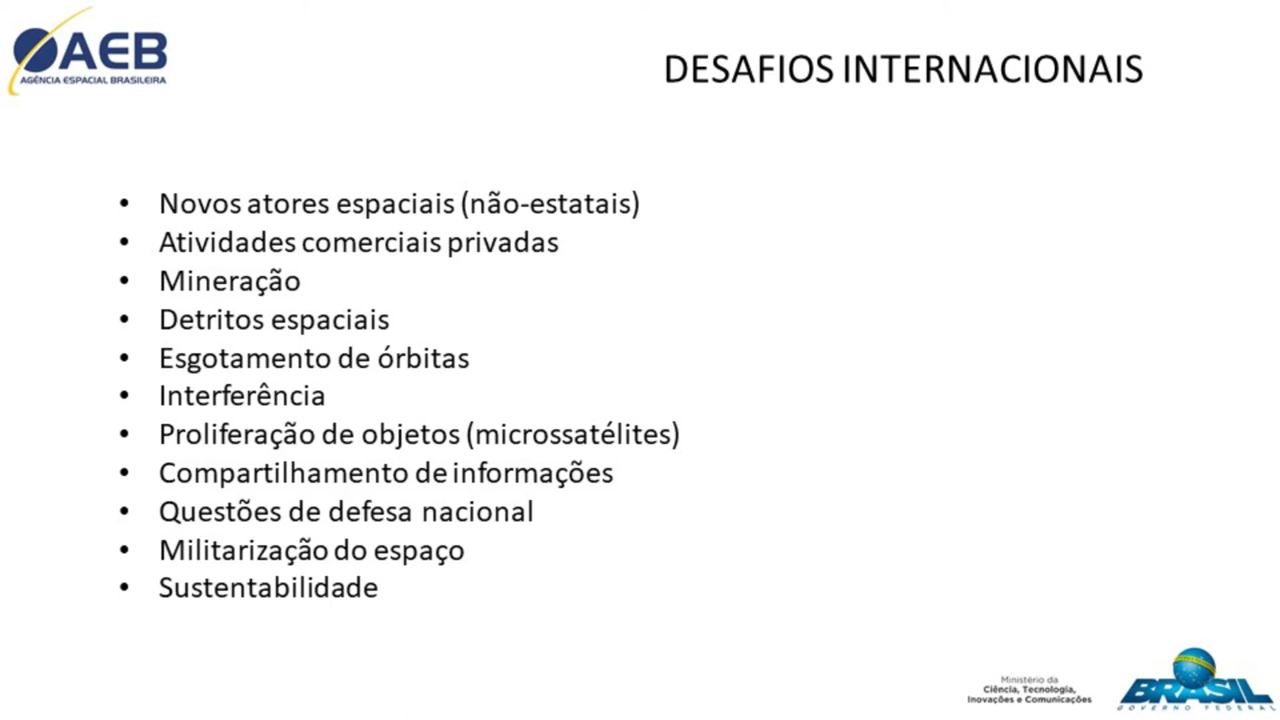 AEB
AGÊNCIA ESPACIAL BRASILEIRA
DESAFIOS INTERNACIONAIS
• Novos atores espaciais (não-estatais)
• Atividades comerciais privadas
• Mineração
• Detritos espaciais
• Esgotamento de órbitas
• Interferência
• Proliferação de objetos (microssatélites)
• Compartilhamento de informações
• Questões de defesa nacional
• Militarização do espaço
• Sustentabilidade
Ministério da
Ciência, Tecnologia,
Inovações e Comunicações
BRASIL
GOVERNO FEDERAL